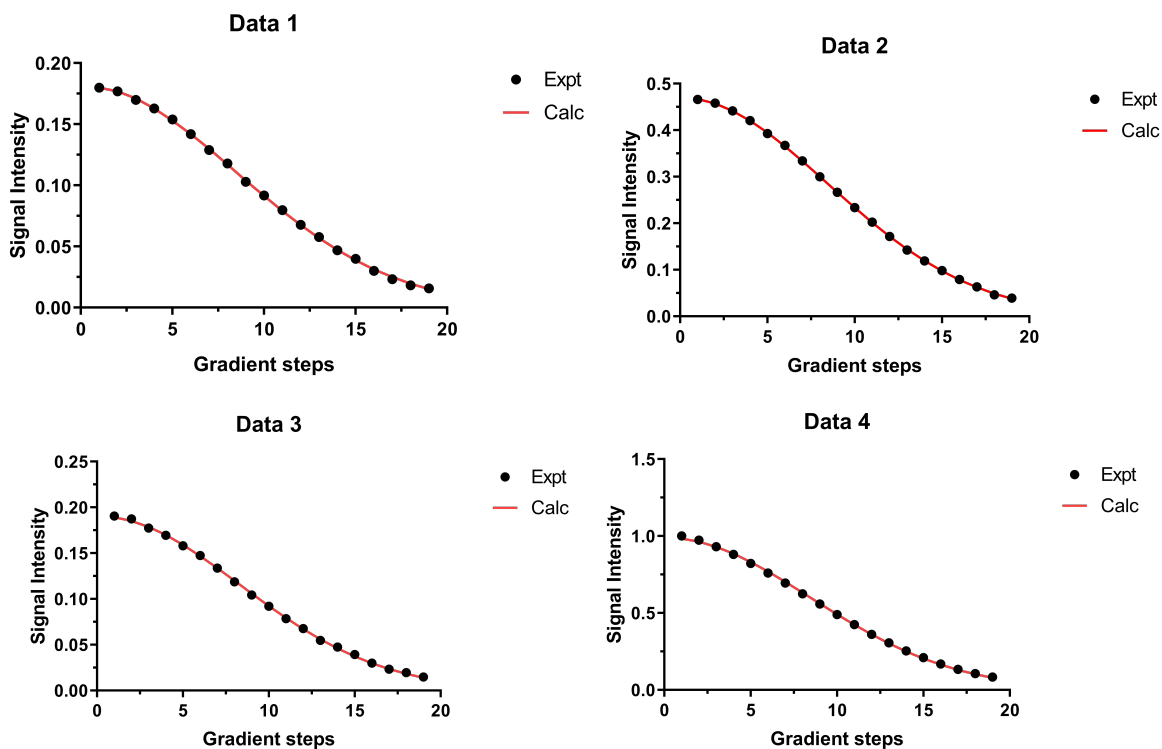 Data 1
0.20
0.15
0.10
0.05
0.00
Signal Intensity
0 5 10 15 20
Gradient steps
Expt
Calc
Data 2
0.5
0.4
0.3
0.2
0.1
0.0
Signal Intensity
0 5 10 15 20
Gradient steps
Expt
Calc
Data 3
0.25
0.20
0.15
0.10
0.05
0.00
Signal Intensity
0 5 10 15 20
Gradient steps
Expt
Calc
Data 4
1.5
1.0
0.5
0.0
Signal Intensity
0 5 10 15 20
Gradient steps
Expt
Calc